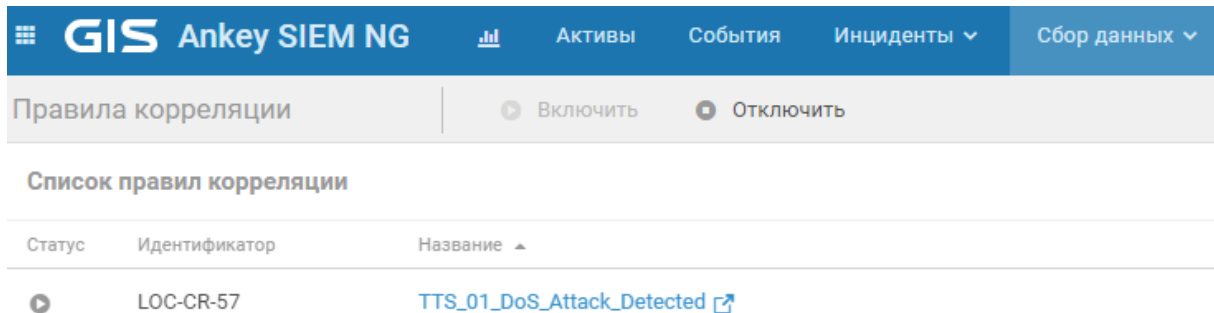 GIS Ankey SIEM NG Активы События Инциденты Сбор данных
Правила корреляции Включить Отключить
Список правил корреляции
Статус Идентификатор Название
LOC-CR-57 TTS_01_DoS_Attack_Detected